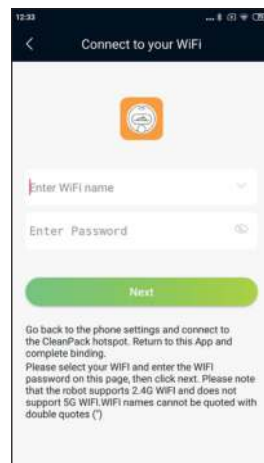 12:33
Connect to your WiFi
Enter WiFi name
Enter Password
Next
Go back to the phone settings and connect to
the CleanPack hotspot. Return to this App and
complete binding.
Please select your WIFI and enter the WIFI
password on this page, then click next. Please note
that the robot supports 2.4G WIFI and does not
support 5G WIFI.WIFI names cannot be quoted with
double quotes (")